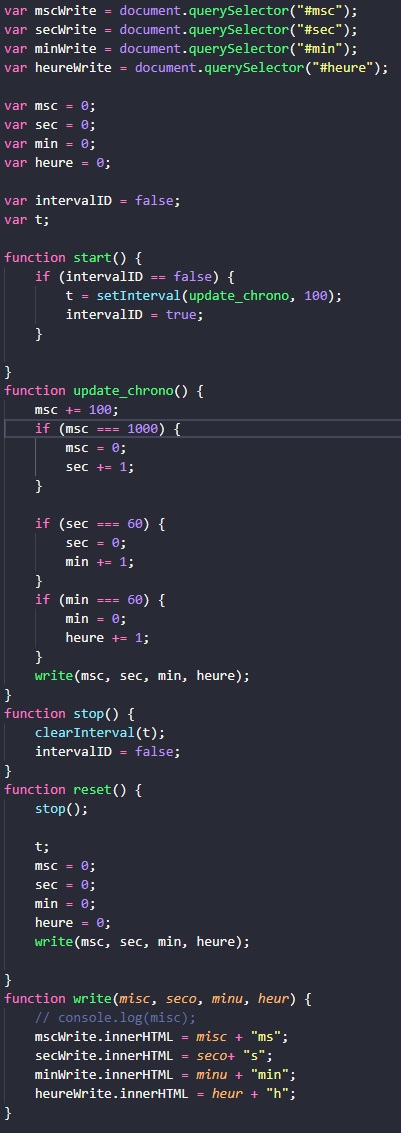 var mscWrite = document.querySelector("#msc");
var secWrite = document.querySelector("#sec");
var minWrite = document.querySelector("#min");
var heureWrite = document.querySelector("#heure");
var msc = 0;
var sec = 0;
var min = 0;
var heure = 0;
var intervalID = false;
var t;
function start() {
if (intervalID == false) {
t = setInterval(update_chrono, 100);
intervalID = true;
}
}
function update_chrono() {
msc += 100;
if (msc === 1000) {
msc = 0;
sec += 1;
}
if (sec === 60) {
sec = 0;
min += 1;
}
if (min === 60) {
min = 0;
heure += 1;
}
write(msc, sec, min, heure);
}
function stop() {
clearInterval(t);
intervalID = false;
}
function reset() {
stop();
t;
msc = 0;
sec = 0;
min = 0;
heure = 0;
write(msc, sec, min, heure);
}
function write(misc, seco, minu, heur) {
// console.log(misc);
mscWrite.innerHTML = misc + "ms";
secWrite.innerHTML = seco+ "s";
minWrite.innerHTML = minu + "min";
heureWrite.innerHTML = heur + "h";
}